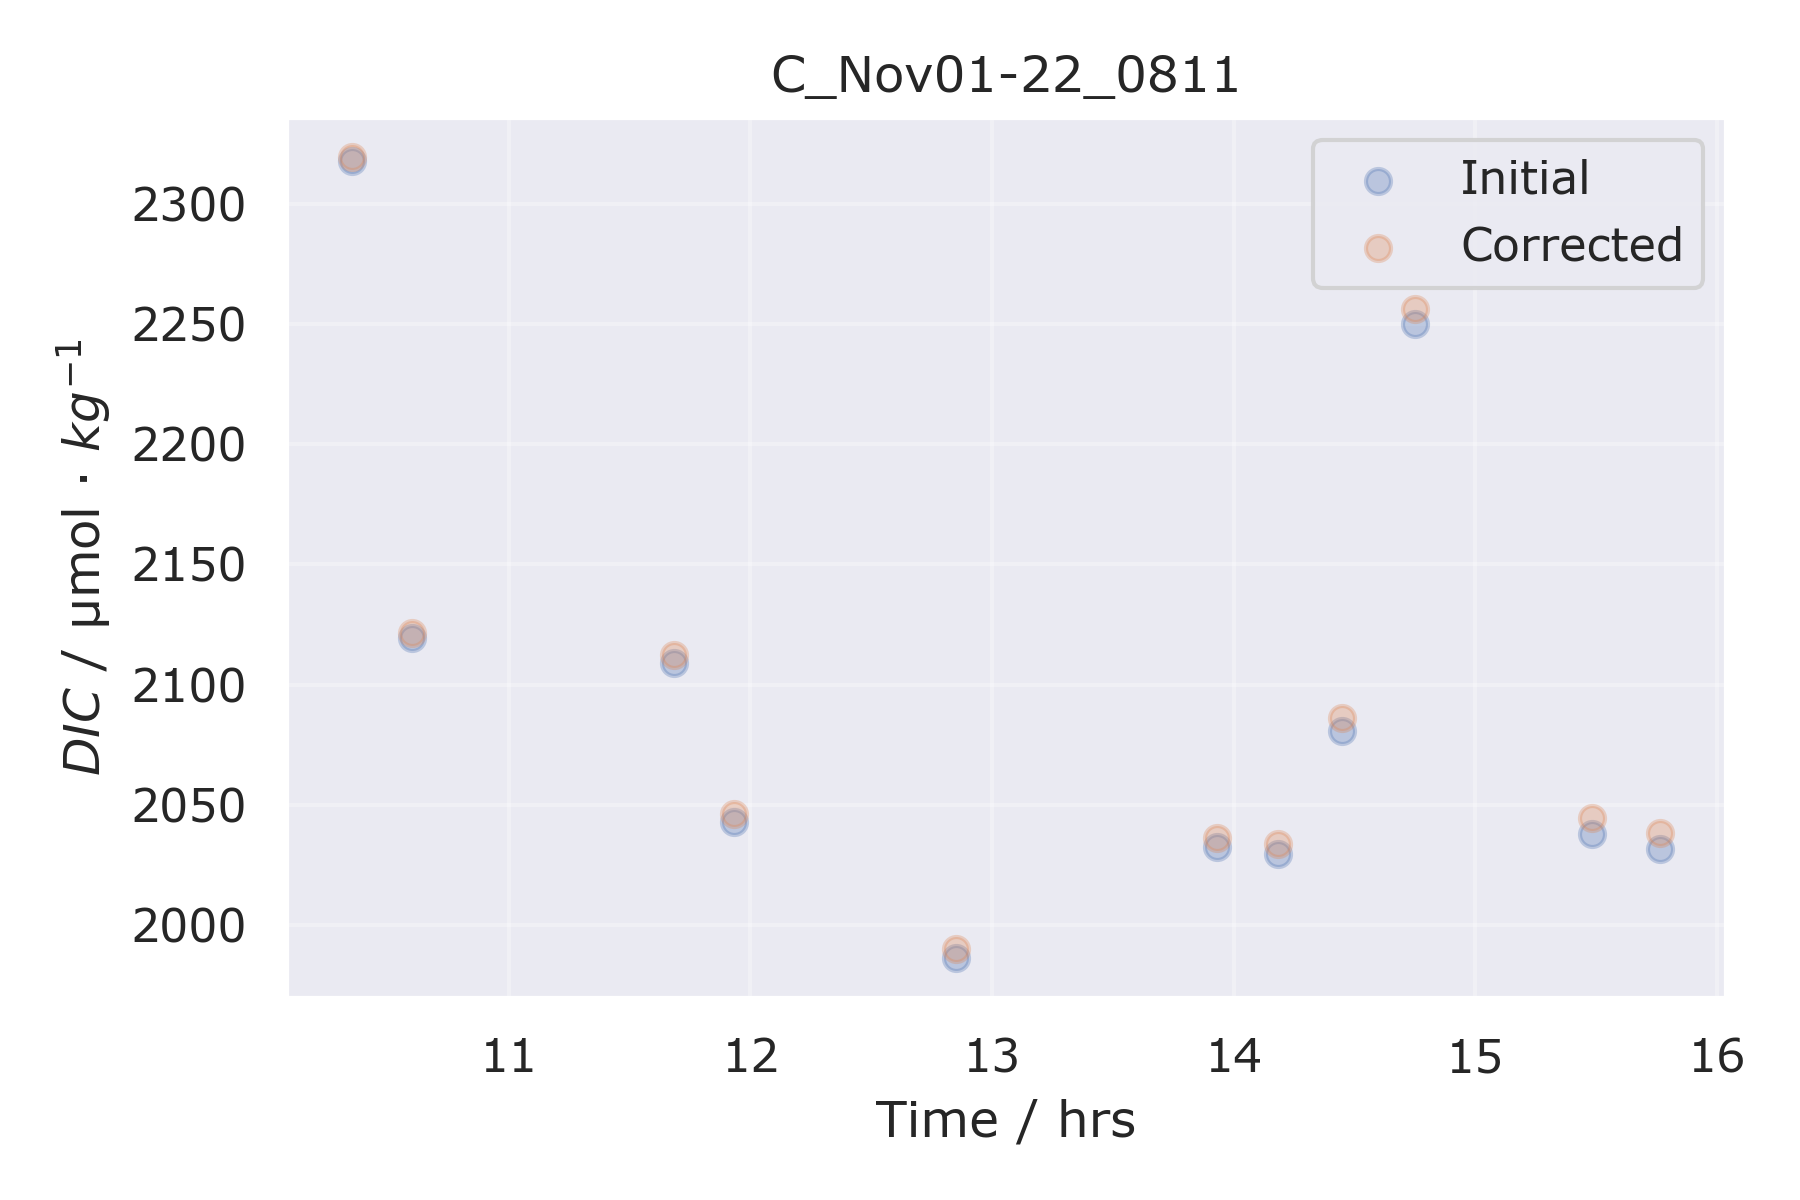 C_Nov01-22_0811
Initial
Corrected
2300
2250
2200
2150
2100
2050
2000
DIC / μmol · kg⁻¹
11 12 13 14 15 16
Time / hrs